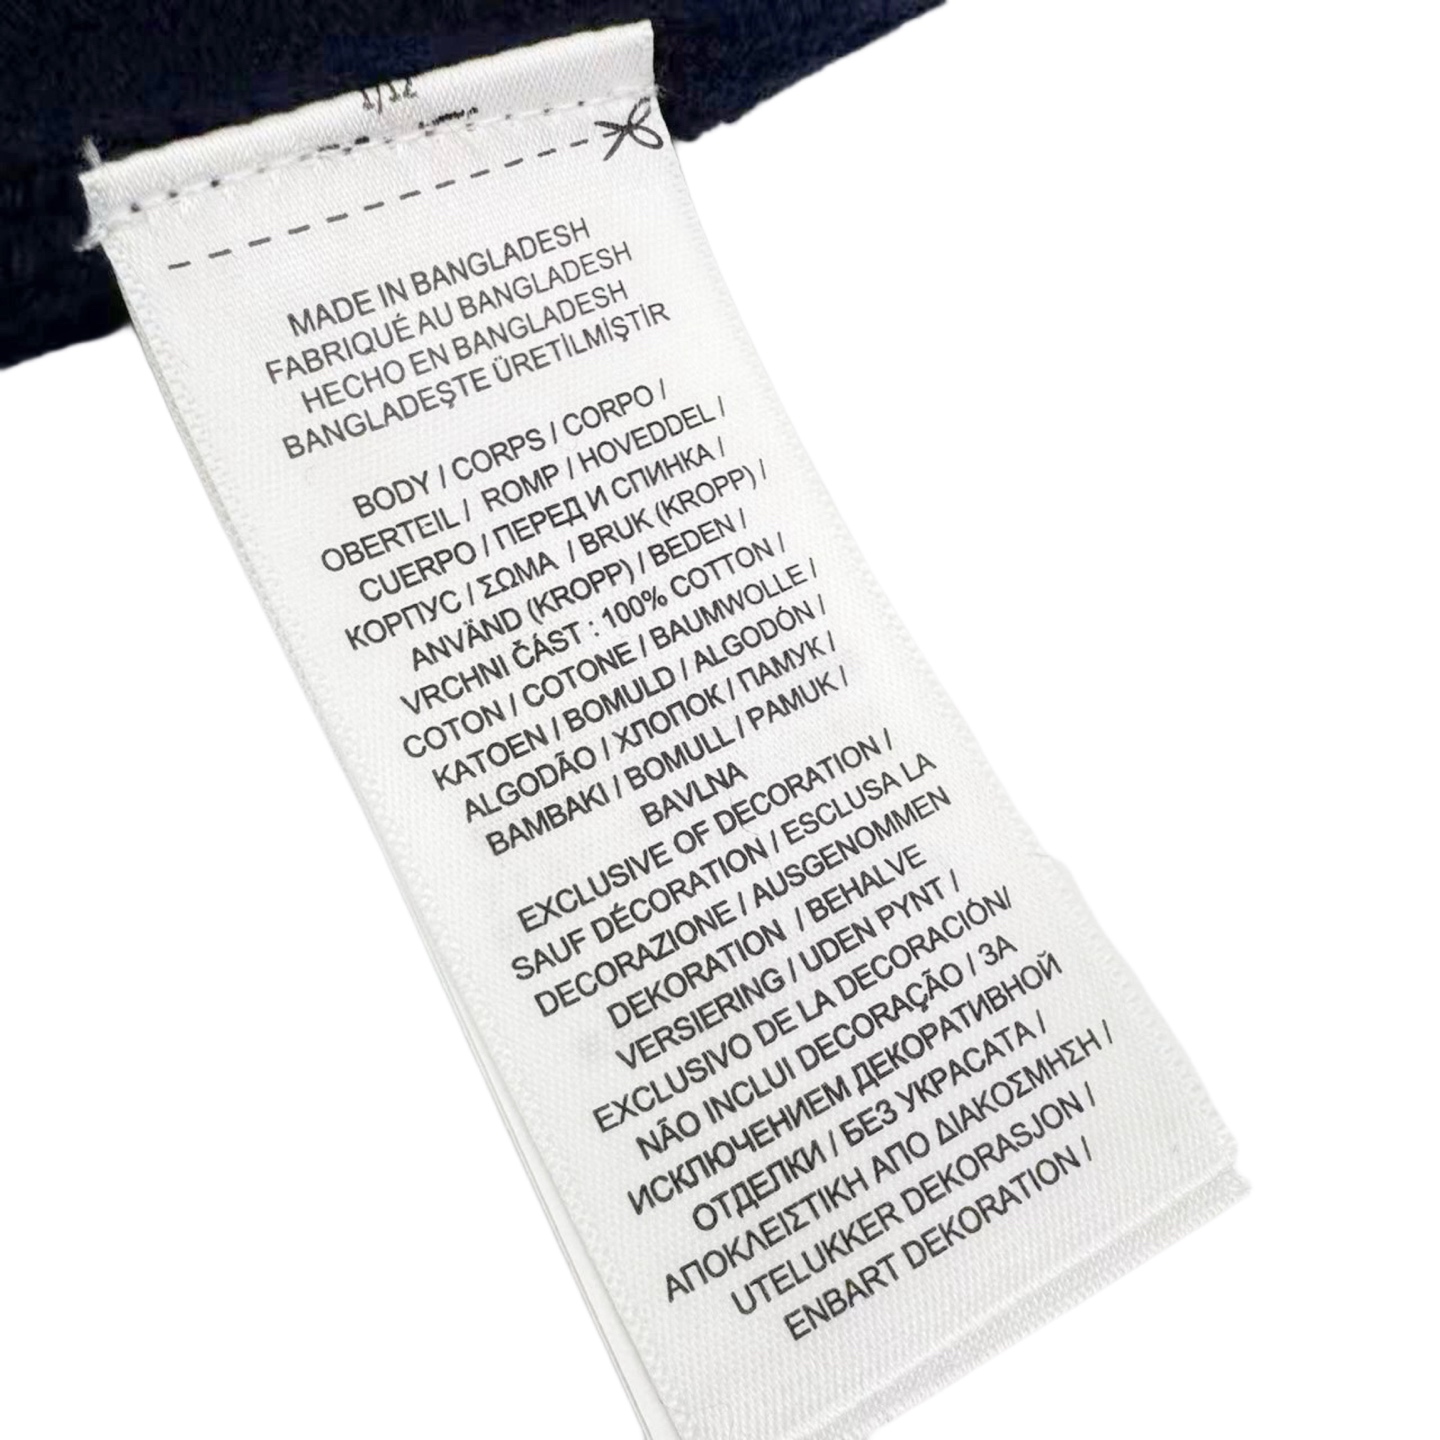 MADE IN BANGLADESH
FABRIQUÉ AU BANGLADESH
HECHO EN BANGLADESH
BANGLADEŞTE ÜRETİLMİŞTİR
BODY / CORPS / CORPO /
OBERTEIL / ROMP / HOVEDDEL /
CUERPO / ПЕРЕД И СПИНКА /
КОРПУС / ΣΩΜΑ / BRUK (KROPP) /
ANVÄND (KROPP) / BEDEN /
VRCHNI ČÁST : 100% COTTON /
COTON / COTONE / BAUMWOLLE /
KATOEN / BOMULD / ALGODÓN /
ALGODÃO / ХЛОПОК / ПАМУК /
BAMBAKI / BOMULL / PAMUK /
BAVLNA
EXCLUSIVE OF DECORATION /
SAUF DÉCORATION / ESCLUSA LA
DECORAZIONE / AUSGENOMMEN
DEKORATION / BEHALVE
VERSIERING / UDEN PYNT /
EXCLUSIVO DE LA DECORACIÓN/
NÃO INCLUI DECORAÇÃO / ЗА
ИСКЛЮЧЕНИЕМ ДЕКОРАТИВНОЙ
ОТДЕЛКИ / БЕЗ УКРАСАТА /
ΑΠΟΚΛΕΙΣΤΙΚΗ ΑΠΟ ΔΙΑΚΟΣΜΗΣΗ /
UTELUKKER DEKORASJON /
ENBART DEKORATION /